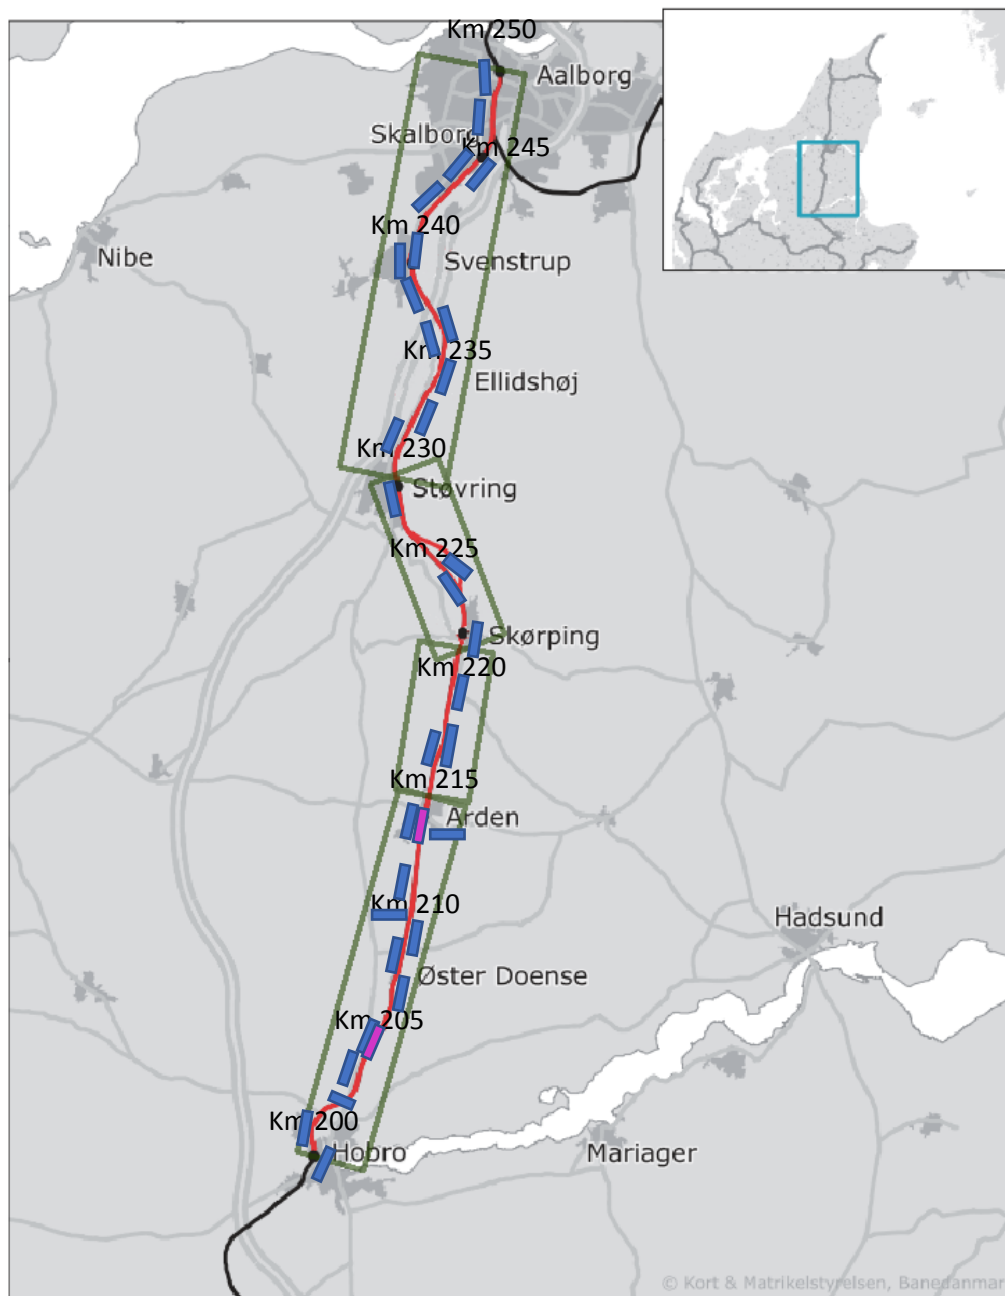 Km 250
Aalborg
Skalborg
Km 245
Km 240
Nibe
Svenstrup
Km 235
Ellidshøj
Km 230
Støvring
Km 225
Skørping
Km 220
Km 215
Arden
Km 210
Hadsund
Øster Doense
Km 205
Km 200
Hobro
Mariager
© Kort & Matrikelstyrelsen, Banedanmar